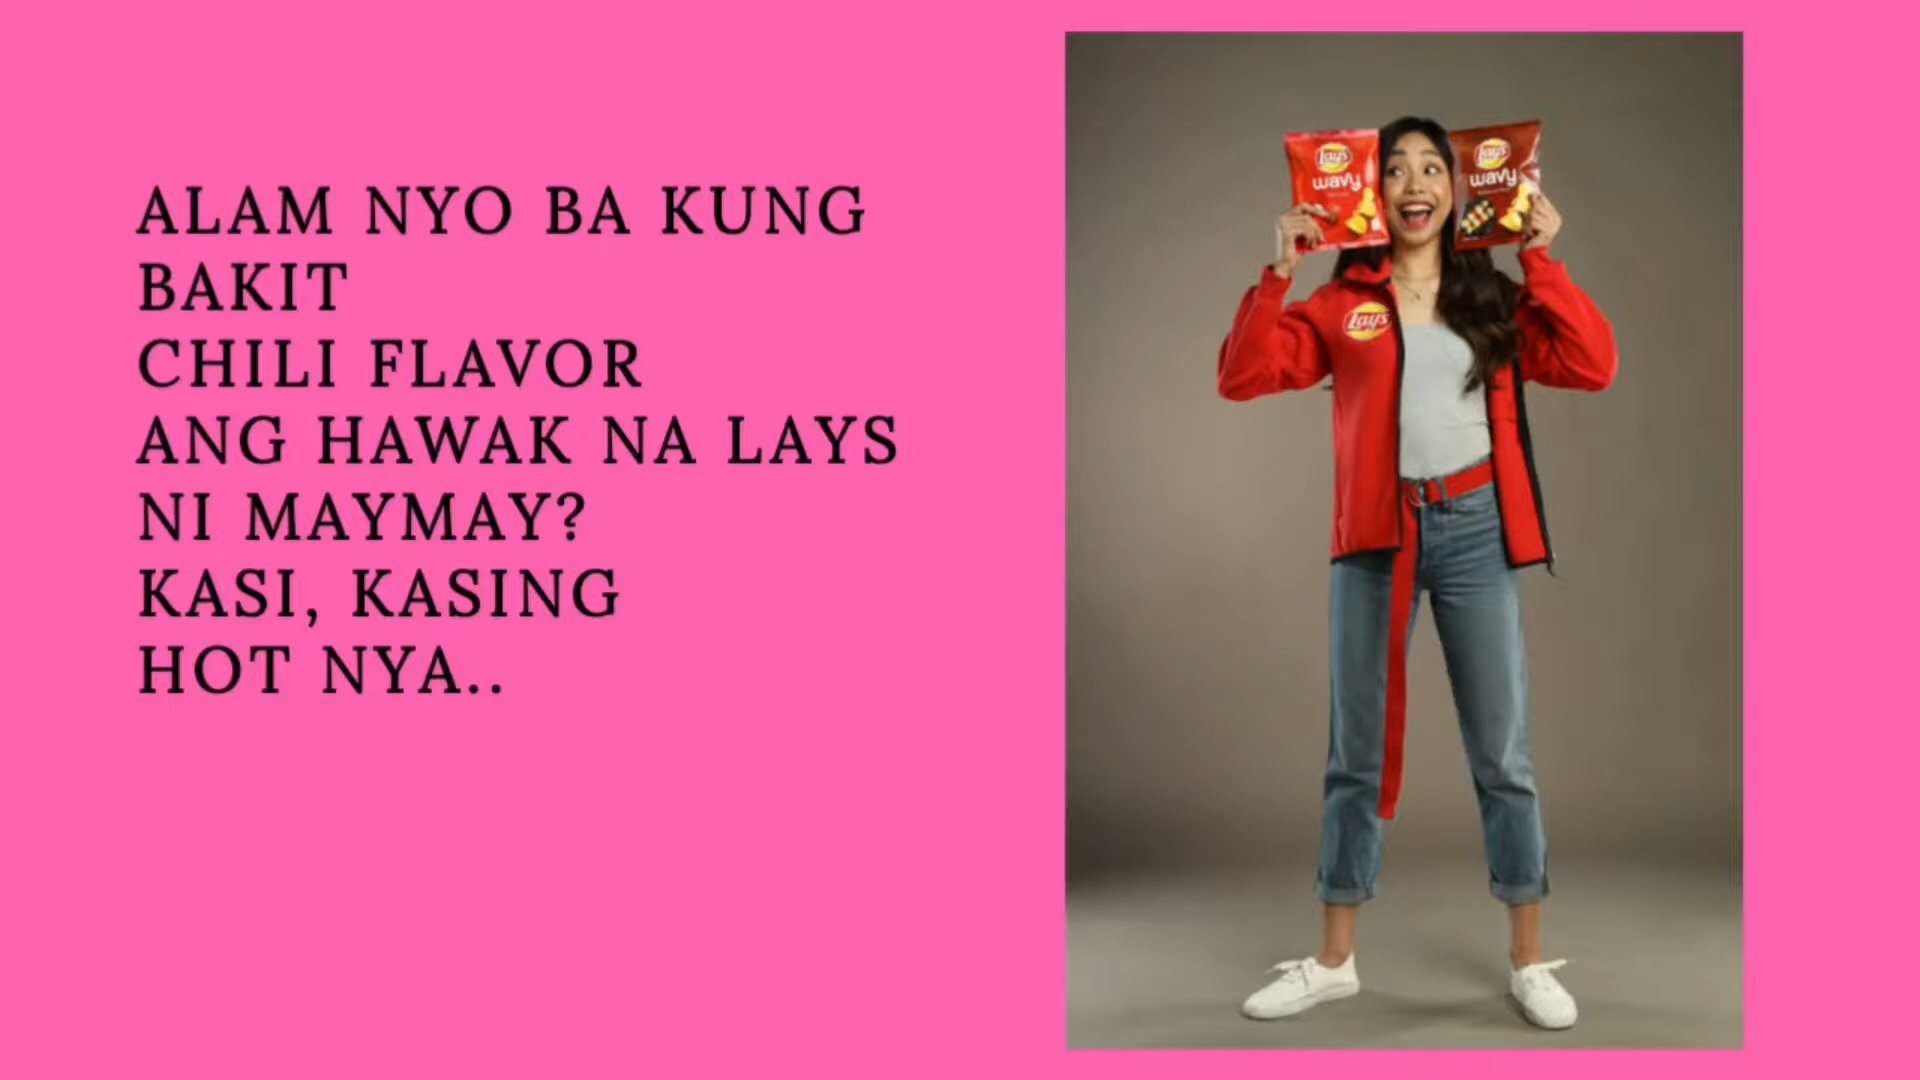 ALAM NYO BA KUNG
BAKIT
CHILI FLAVOR
ANG HAWAK NA LAYS
NI MAYMAY?
KASI, KASING
HOT NYA..
Lay's
wavy
Lay's
wavy
Lay's